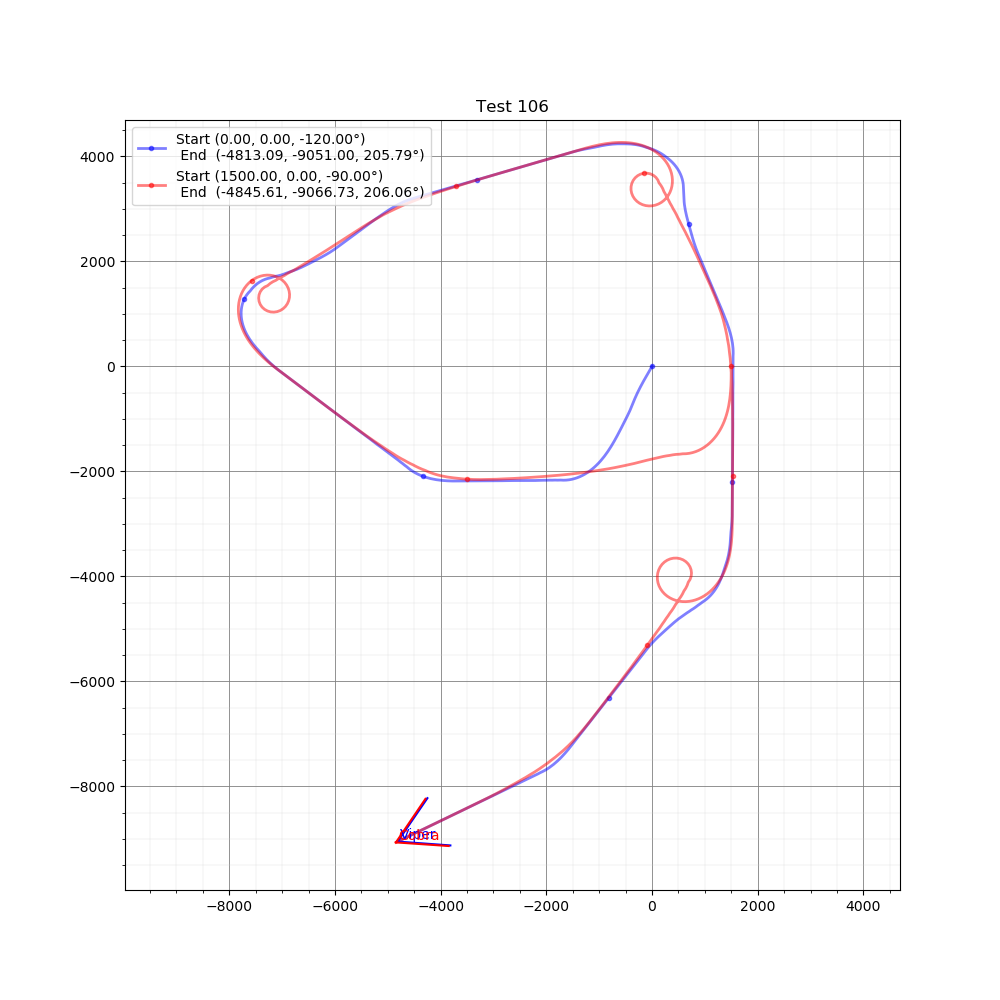 Test 106
Start (0.00, 0.00, -120.00°)
End (-4813.09, -9051.00, 205.79°)
Start (1500.00, 0.00, -90.00°)
End (-4845.61, -9066.73, 206.06°)
4000
2000
0
−2000
−4000
−6000
−8000
−8000 −6000 −4000 −2000 0 2000 4000